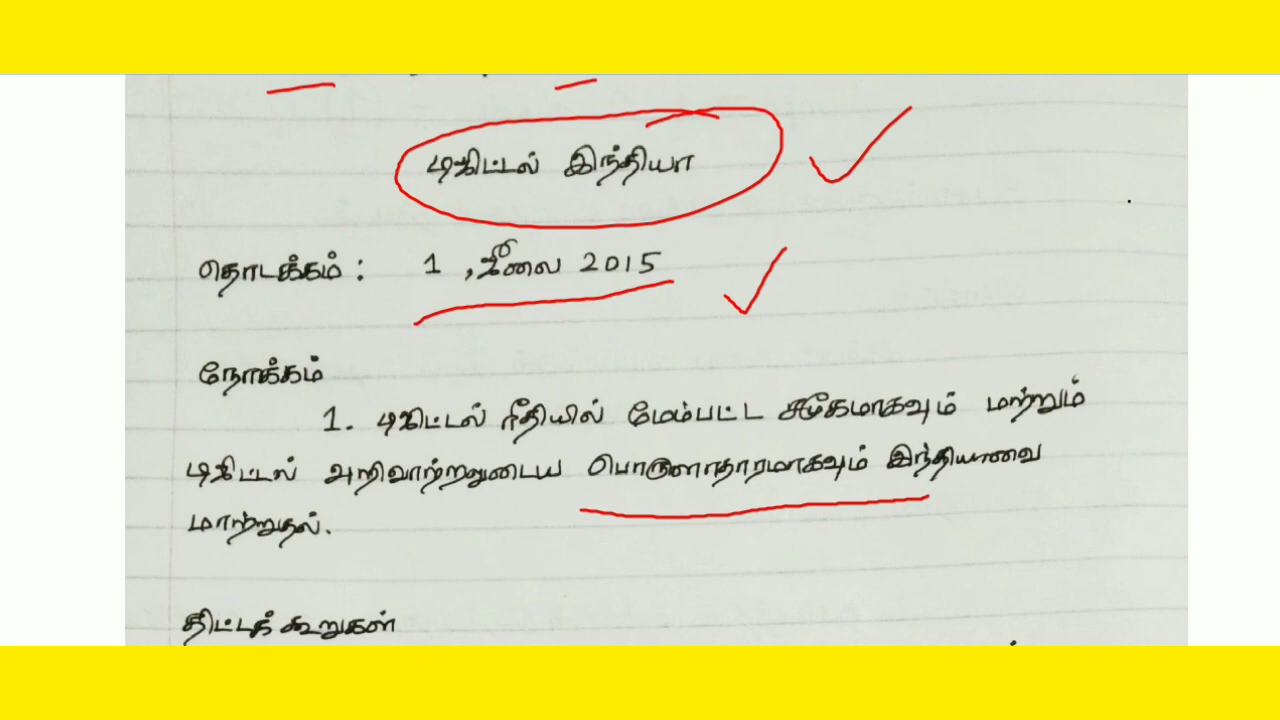 டிஜிட்டல் இந்தியா
தொடக்கம் : 1 , ஜீலை 2015
நோக்கம்
1. டிஜிட்டல் ரீதியில் மேம்பட்ட சமூகமாகவும் மற்றும்
டிஜிட்டல் அறிவாற்றலுடைய பொருளாதாரமாகவும் இந்தியாவை
மாற்றுதல்.
திட்டக் கூறுகள்